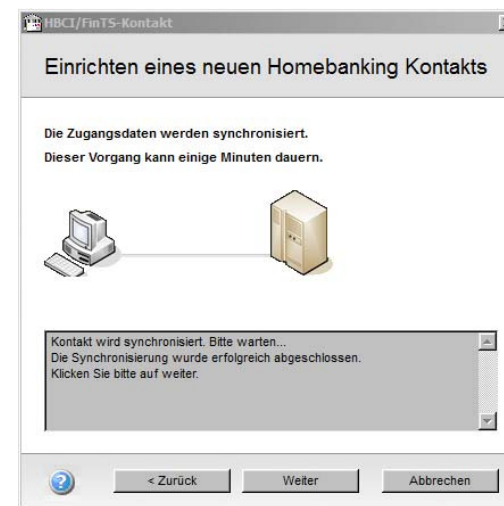 HBCI/FinTS-Kontakt
Einrichten eines neuen Homebanking Kontakts
Die Zugangsdaten werden synchronisiert.
Dieser Vorgang kann einige Minuten dauern.
Kontakt wird synchronisiert. Bitte warten...
Die Synchronisierung wurde erfolgreich abgeschlossen.
Klicken Sie bitte auf weiter.
< Zurück
Weiter
Abbrechen